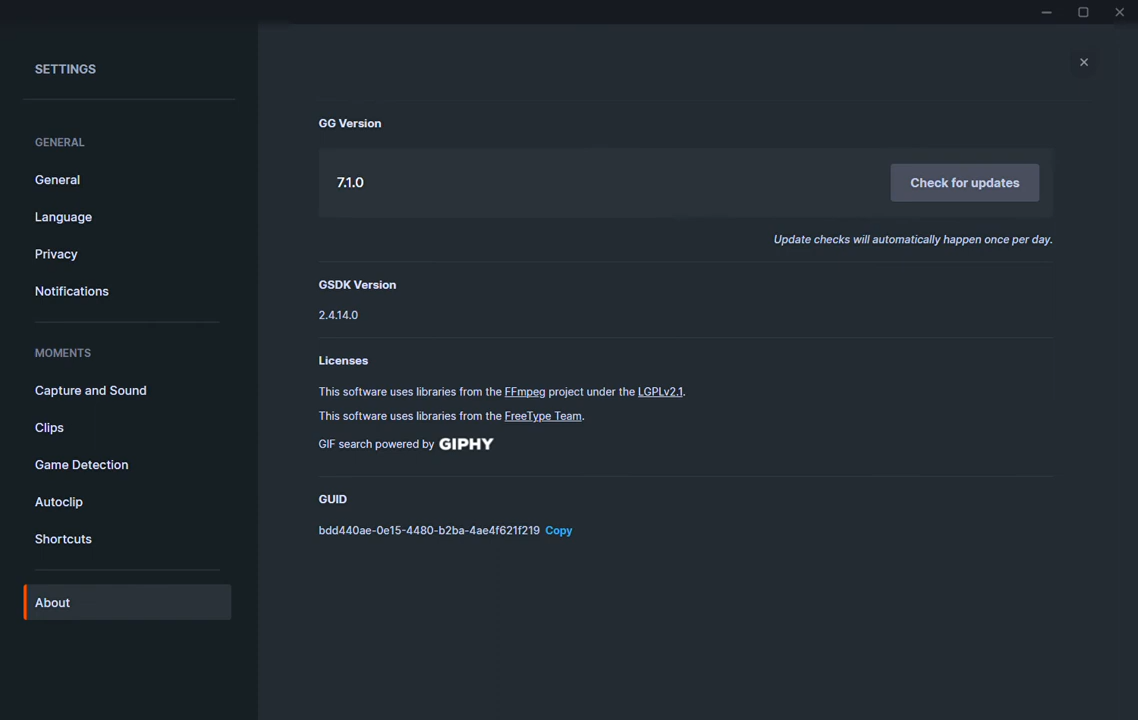 SETTINGS
GENERAL
General
Language
Privacy
Notifications
MOMENTS
Capture and Sound
Clips
Game Detection
Autoclip
Shortcuts
About
GG Version
7.1.0
Check for updates
Update checks will automatically happen once per day.
GSDK Version
2.4.14.0
Licenses
This software uses libraries from the FFmpeg project under the LGPLv2.1.
This software uses libraries from the FreeType Team.
GIF search powered by GIPHY
GUID
bdd440ae-0e15-4480-b2ba-4ae4f621f219 Copy